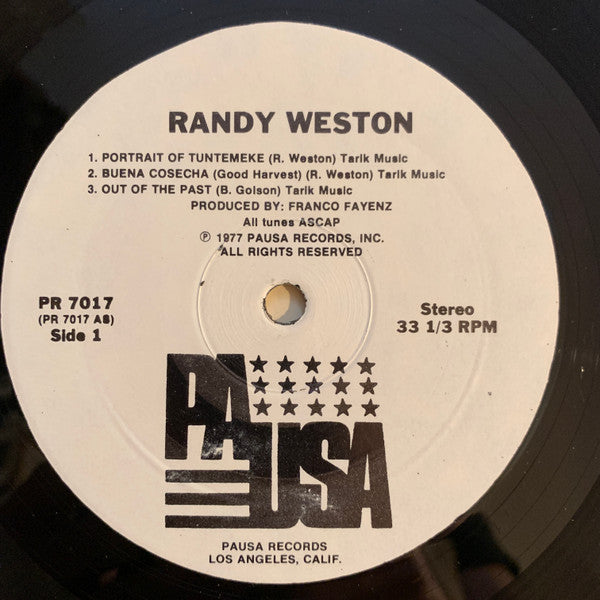 RANDY WESTON
1. PORTRAIT OF TUNTEMEKE (R. Weston) Tarik Music
2. BUENA COSECHA (Good Harvest) (R. Weston) Tarik Music
3. OUT OF THE PAST (B. Golson) Tarik Music
PRODUCED BY: FRANCO FAYENZ
All tunes ASCAP
℗ 1977 PAUSA RECORDS, INC.
ALL RIGHTS RESERVED
PR 7017
(PR 7017 AS)
Side 1
Stereo
33 1/3 RPM
PAUSA
PAUSA RECORDS
LOS ANGELES, CALIF.